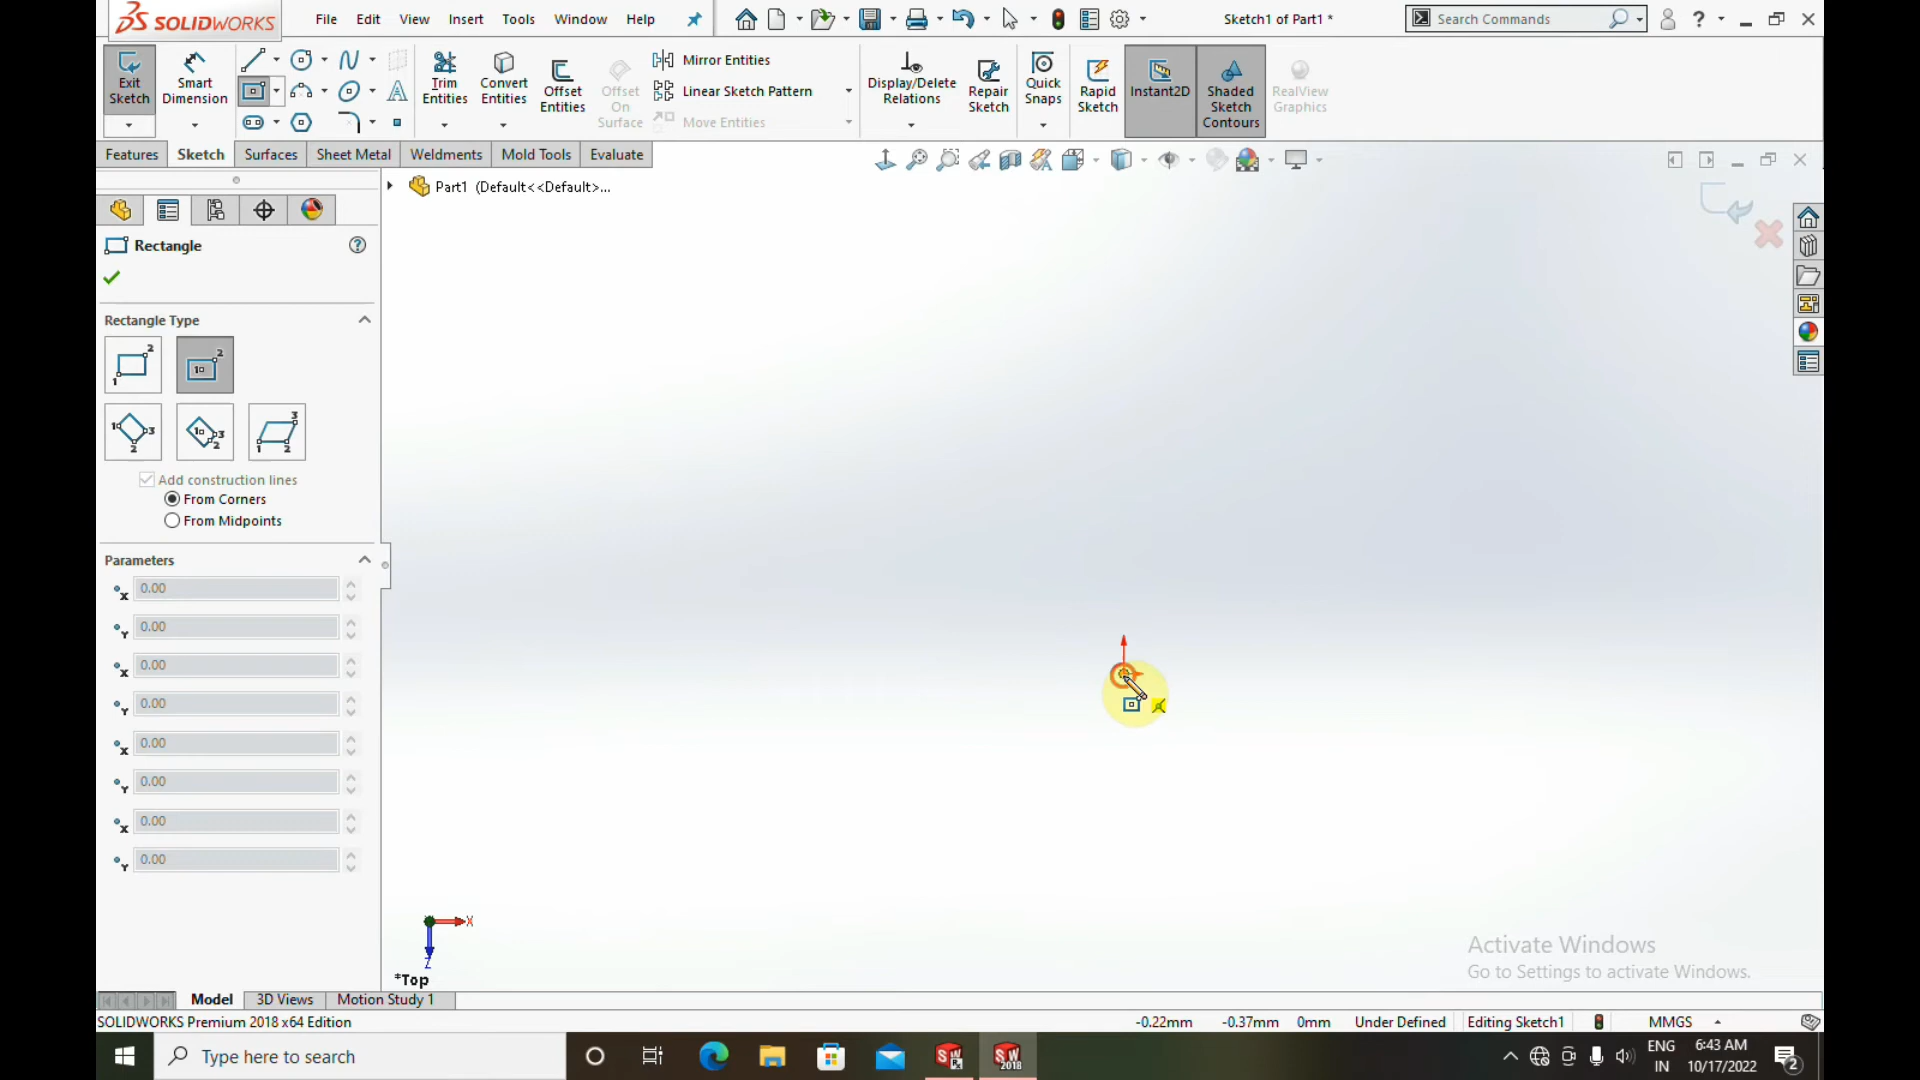 SOLIDWORKS
File Edit View Insert Tools Window Help
Sketch1 of Part1 *
Search Commands
Exit Sketch
Smart Dimension
Trim Entities
Convert Entities
Offset Entities
Offset On Surface
Mirror Entities
Linear Sketch Pattern
Move Entities
Display/Delete Relations
Repair Sketch
Quick Snaps
Rapid Sketch
Instant2D
Shaded Sketch Contours
RealView Graphics
Features Sketch Surfaces Sheet Metal Weldments Mold Tools Evaluate
Part1 (Default<<Default>...
Rectangle
Rectangle Type
Add construction lines
From Corners
From Midpoints
Parameters
X 0.00
Y 0.00
X 0.00
Y 0.00
X 0.00
Y 0.00
X 0.00
Y 0.00
X
Z
*Top
Activate Windows
Go to Settings to activate Windows.
Model 3D Views Motion Study 1
SOLIDWORKS Premium 2018 x64 Edition
-0.22mm -0.37mm 0mm Under Defined Editing Sketch1 MMGS
Type here to search
ENG
IN
6:43 AM
10/17/2022
2